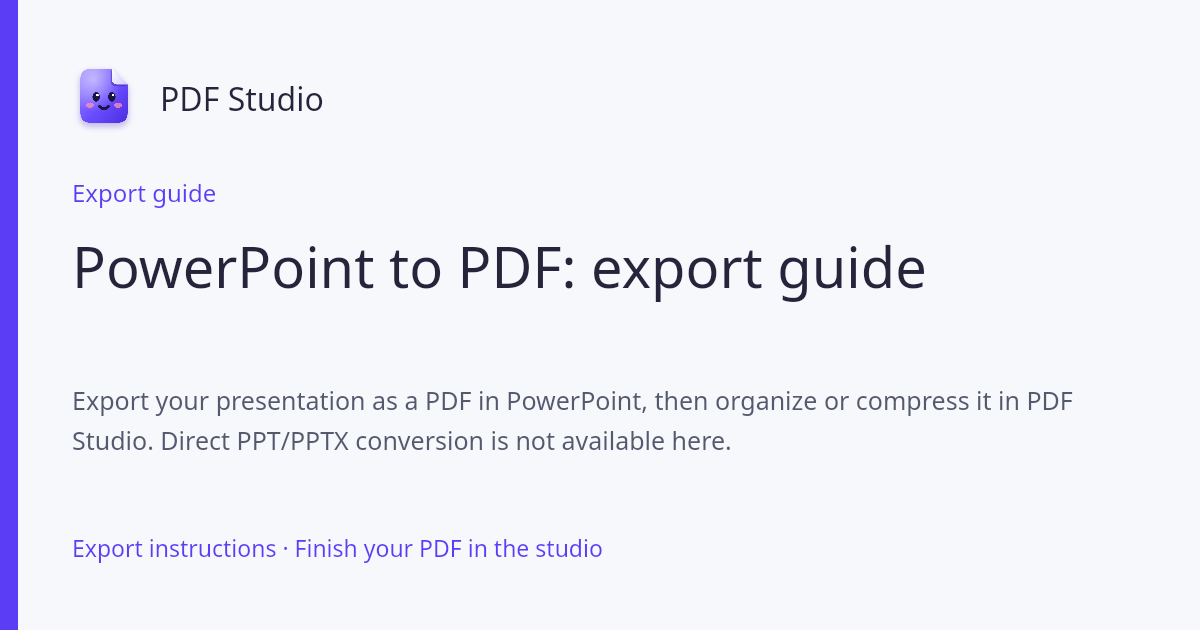 PDF Studio
Export guide
PowerPoint to PDF: export guide
Export your presentation as a PDF in PowerPoint, then organize or compress it in PDF
Studio. Direct PPT/PPTX conversion is not available here.
Export instructions · Finish your PDF in the studio